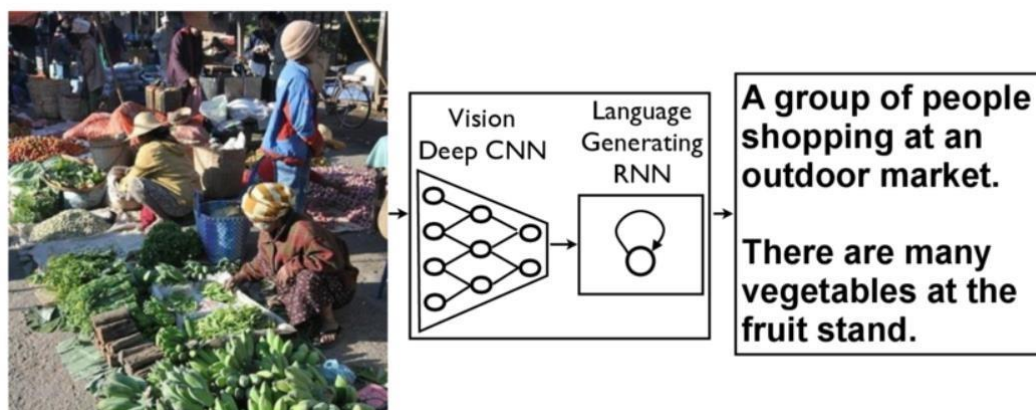 Vision
Deep CNN
Language
Generating
RNN
A group of people
shopping at an
outdoor market.
There are many
vegetables at the
fruit stand.